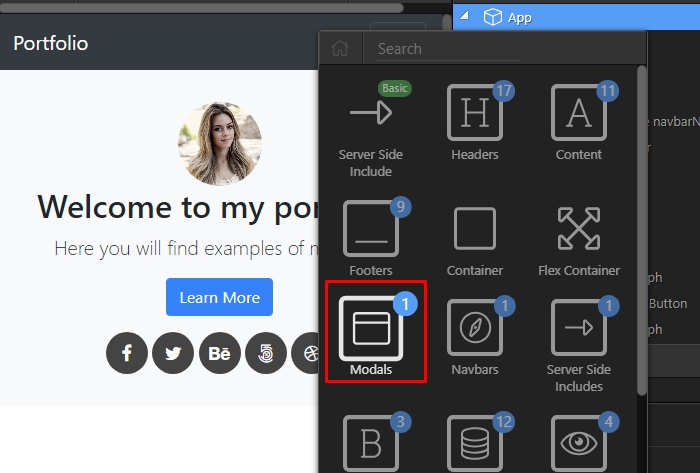 App
Portfolio
Search
Basic
17
11
Server Side
Include
Headers
Content
9
Footers
Container
Flex Container
Welcome to my por
Here you will find examples of m
Learn More
1
1
1
Modals
Navbars
Server Side
Includes
3
12
4
e navbarN
r
ph
Button
ph